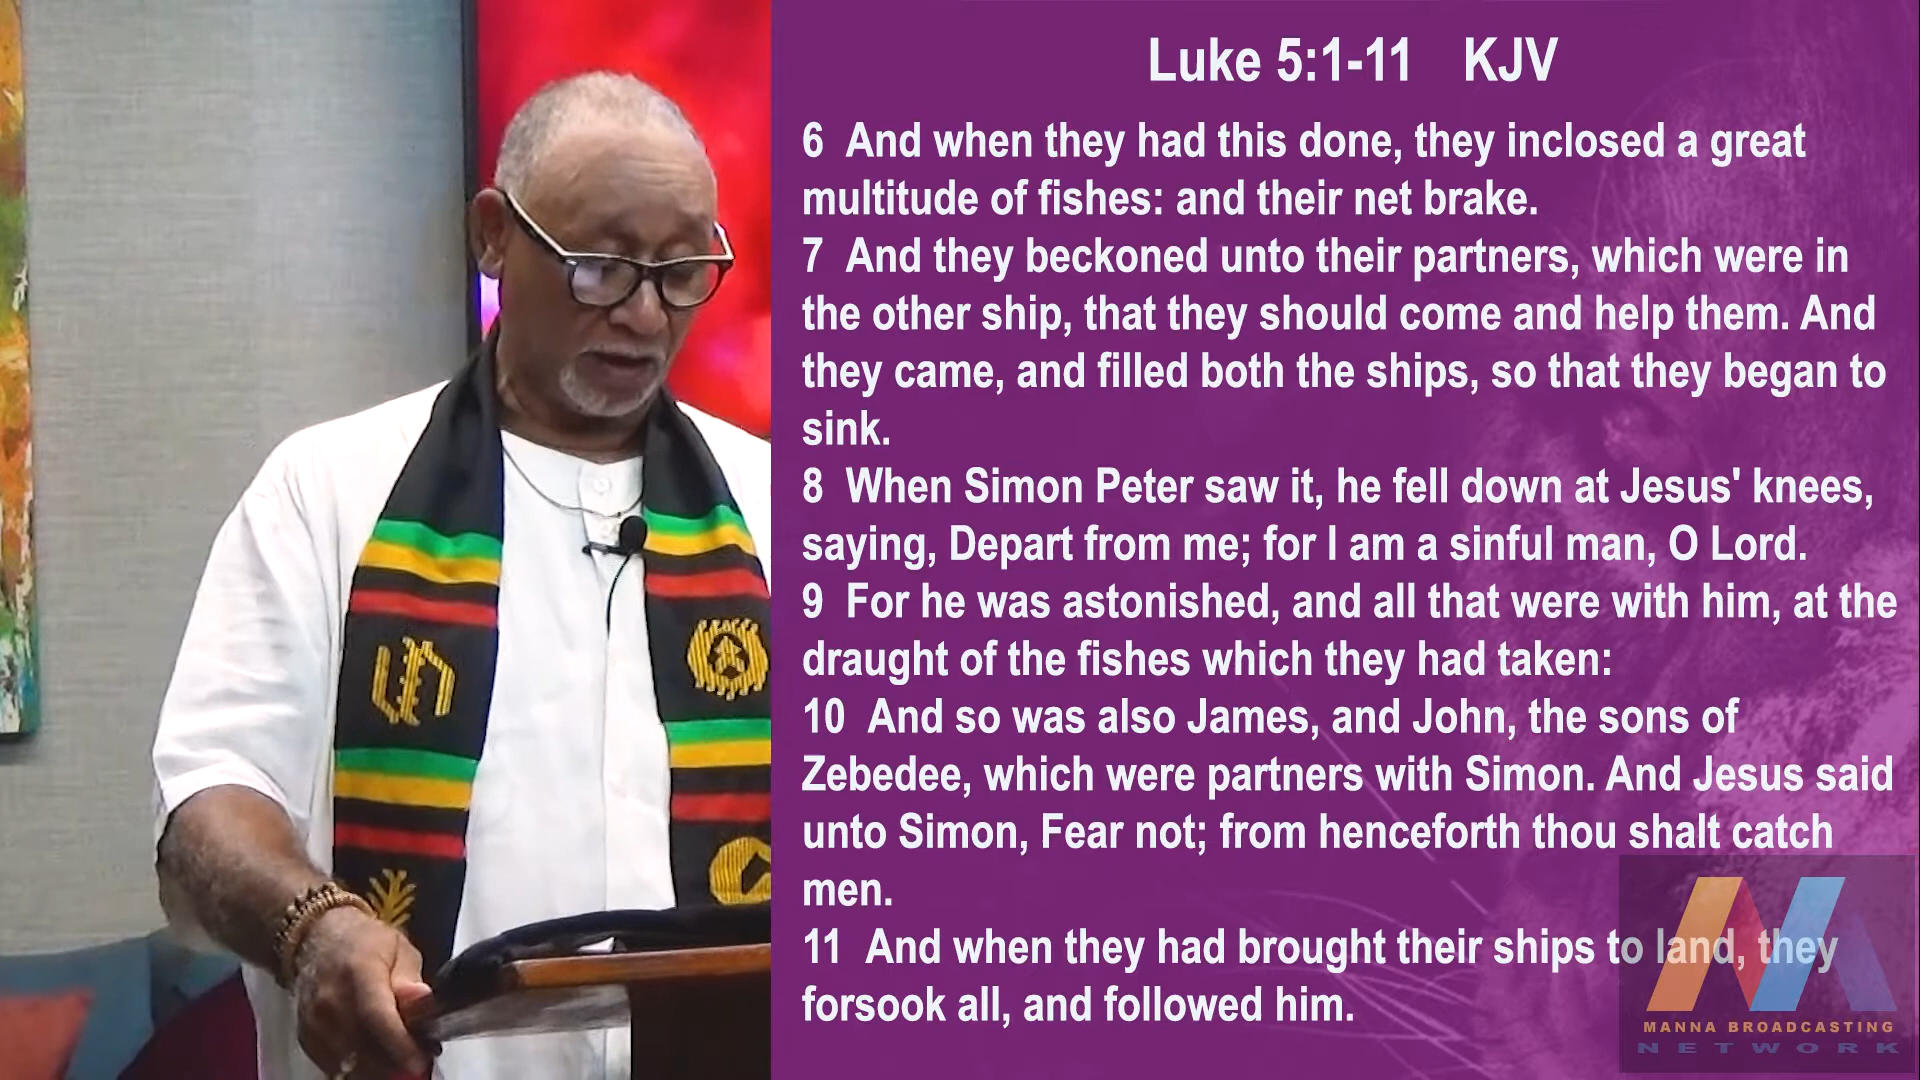 Luke 5:1-11 KJV
6 And when they had this done, they inclosed a great
multitude of fishes: and their net brake.
7 And they beckoned unto their partners, which were in
the other ship, that they should come and help them. And
they came, and filled both the ships, so that they began to
sink.
8 When Simon Peter saw it, he fell down at Jesus' knees,
saying, Depart from me; for I am a sinful man, O Lord.
9 For he was astonished, and all that were with him, at the
draught of the fishes which they had taken:
10 And so was also James, and John, the sons of
Zebedee, which were partners with Simon. And Jesus said
unto Simon, Fear not; from henceforth thou shalt catch
men.
11 And when they had brought their ships to land, they
forsook all, and followed him.
MANNA BROADCASTING
NETWORK